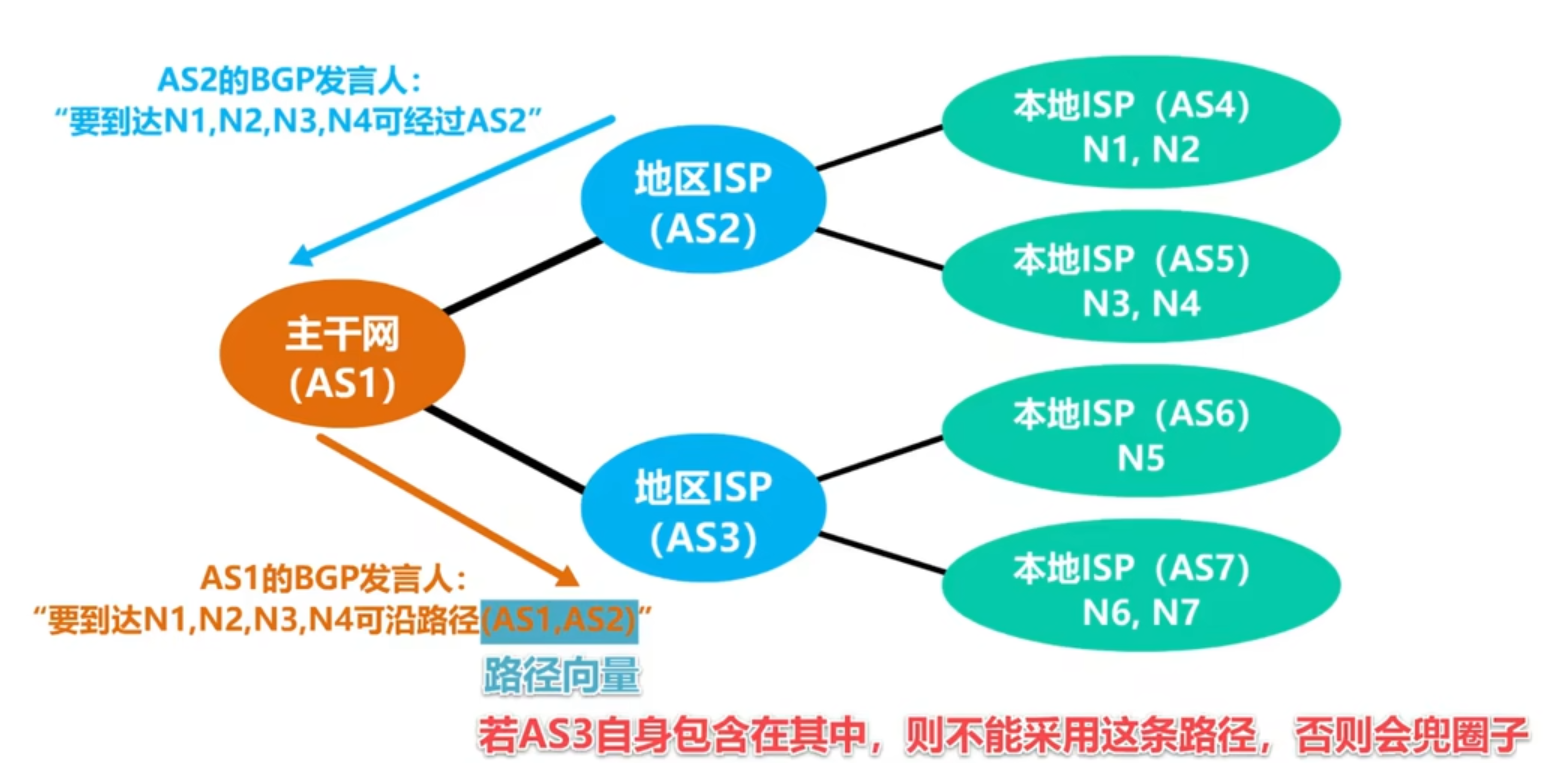 AS2的BGP发言人：
“要到达N1,N2,N3,N4可经过AS2”
地区ISP
（AS2）
本地ISP（AS4）
N1, N2
本地ISP（AS5）
N3, N4
主干网
（AS1）
地区ISP
（AS3）
本地ISP（AS6）
N5
本地ISP（AS7）
N6, N7
AS1的BGP发言人：
“要到达N1,N2,N3,N4可沿路径(AS1,AS2)”
路径向量
若AS3自身包含在其中，则不能采用这条路径，否则会兜圈子